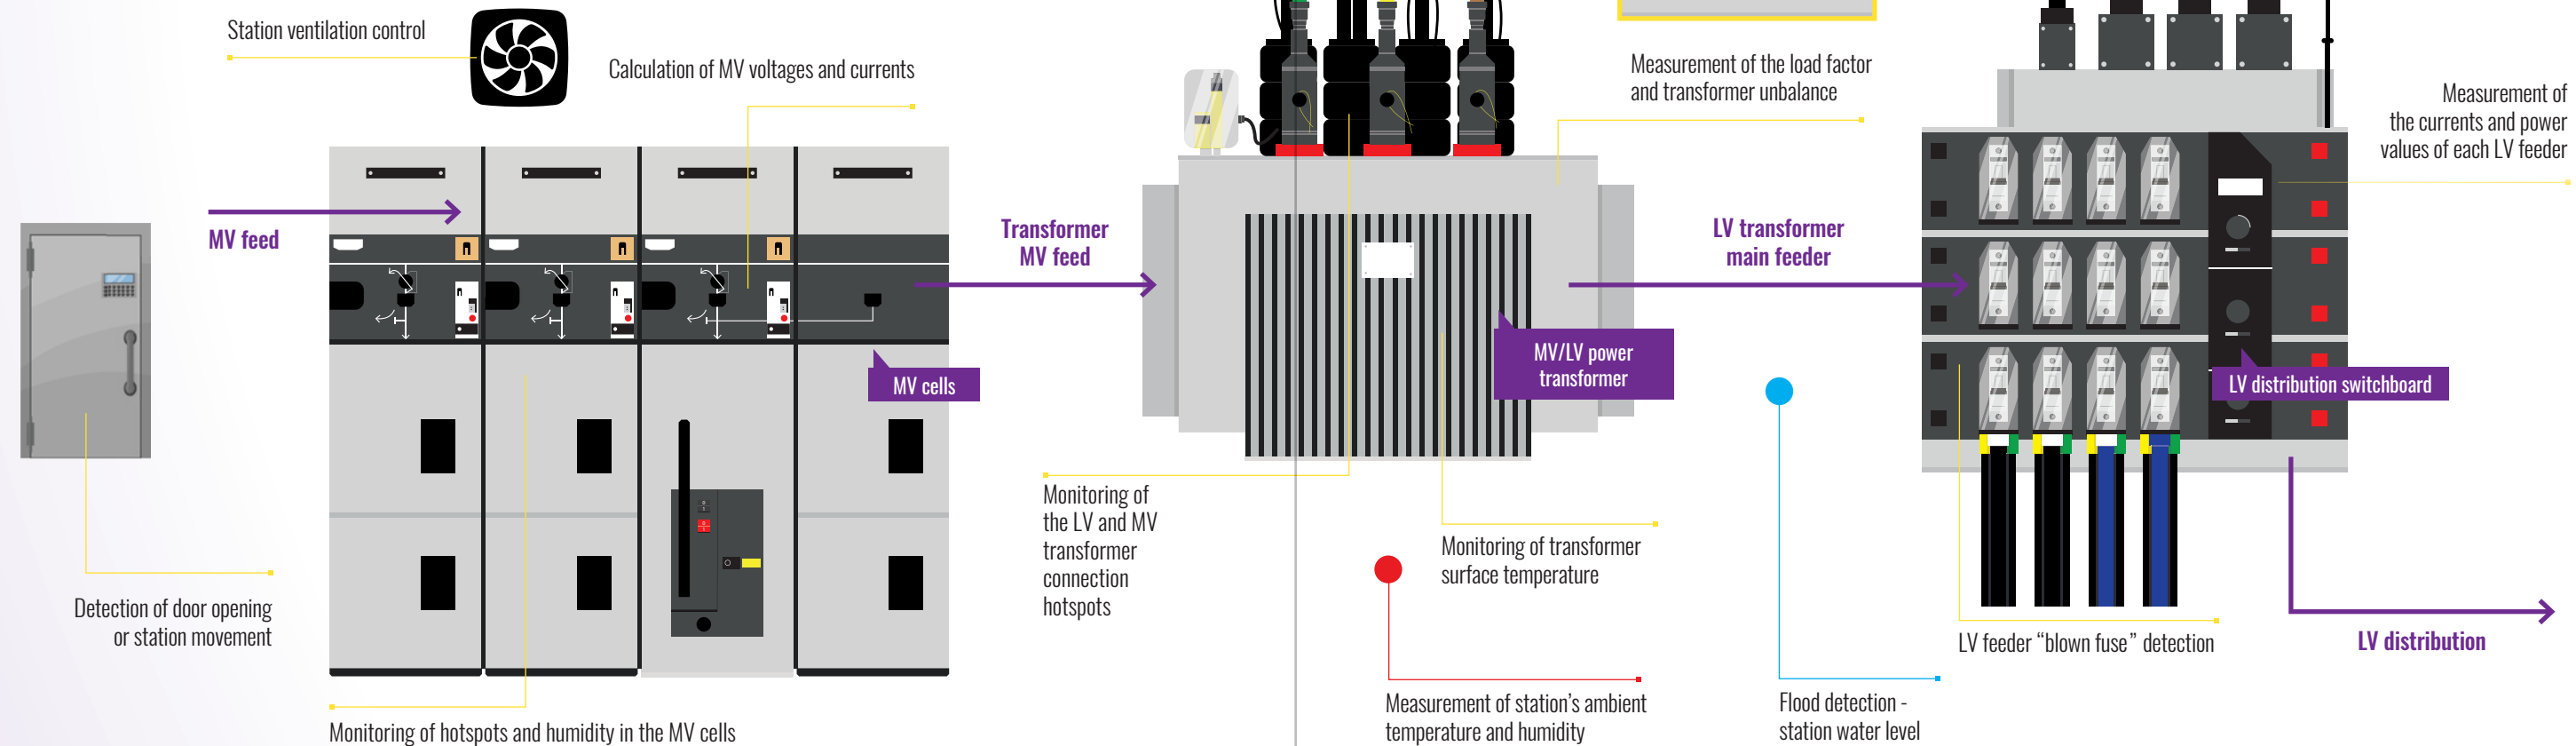 Station ventilation control
Calculation of MV voltages and currents
Measurement of the load factor
and transformer unbalance
Measurement of
the currents and power
values of each LV feeder
MV feed
Transformer
MV feed
LV transformer
main feeder
MV cells
MV/LV power
transformer
LV distribution switchboard
Monitoring of
the LV and MV
transformer
connection
hotspots
Monitoring of transformer
surface temperature
Detection of door opening
or station movement
LV feeder “blown fuse” detection
LV distribution
Measurement of station’s ambient
temperature and humidity
Flood detection -
station water level
Monitoring of hotspots and humidity in the MV cells